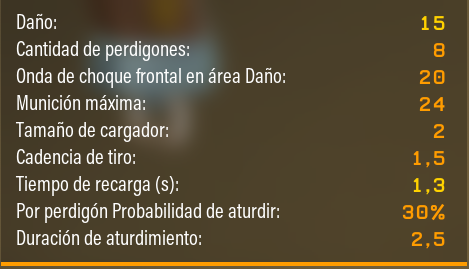 Daño: 15
Cantidad de perdigones: 8
Onda de choque frontal en área Daño: 20
Munición máxima: 24
Tamaño de cargador: 2
Cadencia de tiro: 1,5
Tiempo de recarga (s): 1,3
Por perdigón Probabilidad de aturdir: 30%
Duración de aturdimiento: 2,5